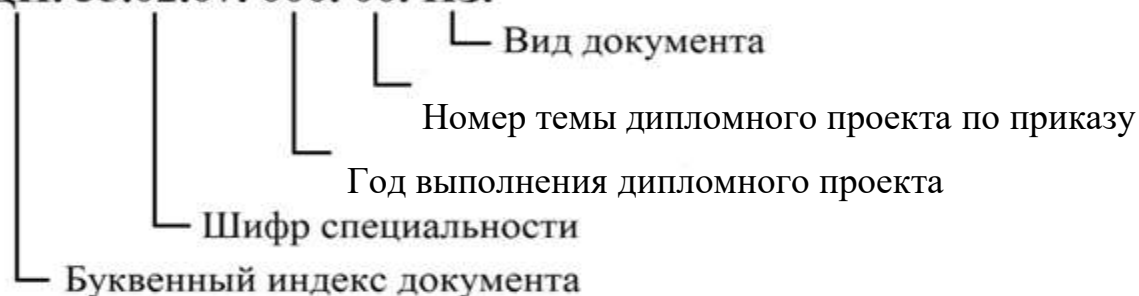 Вид документа
Номер темы дипломного проекта по приказу
Год выполнения дипломного проекта
Шифр специальности
Буквенный индекс документа